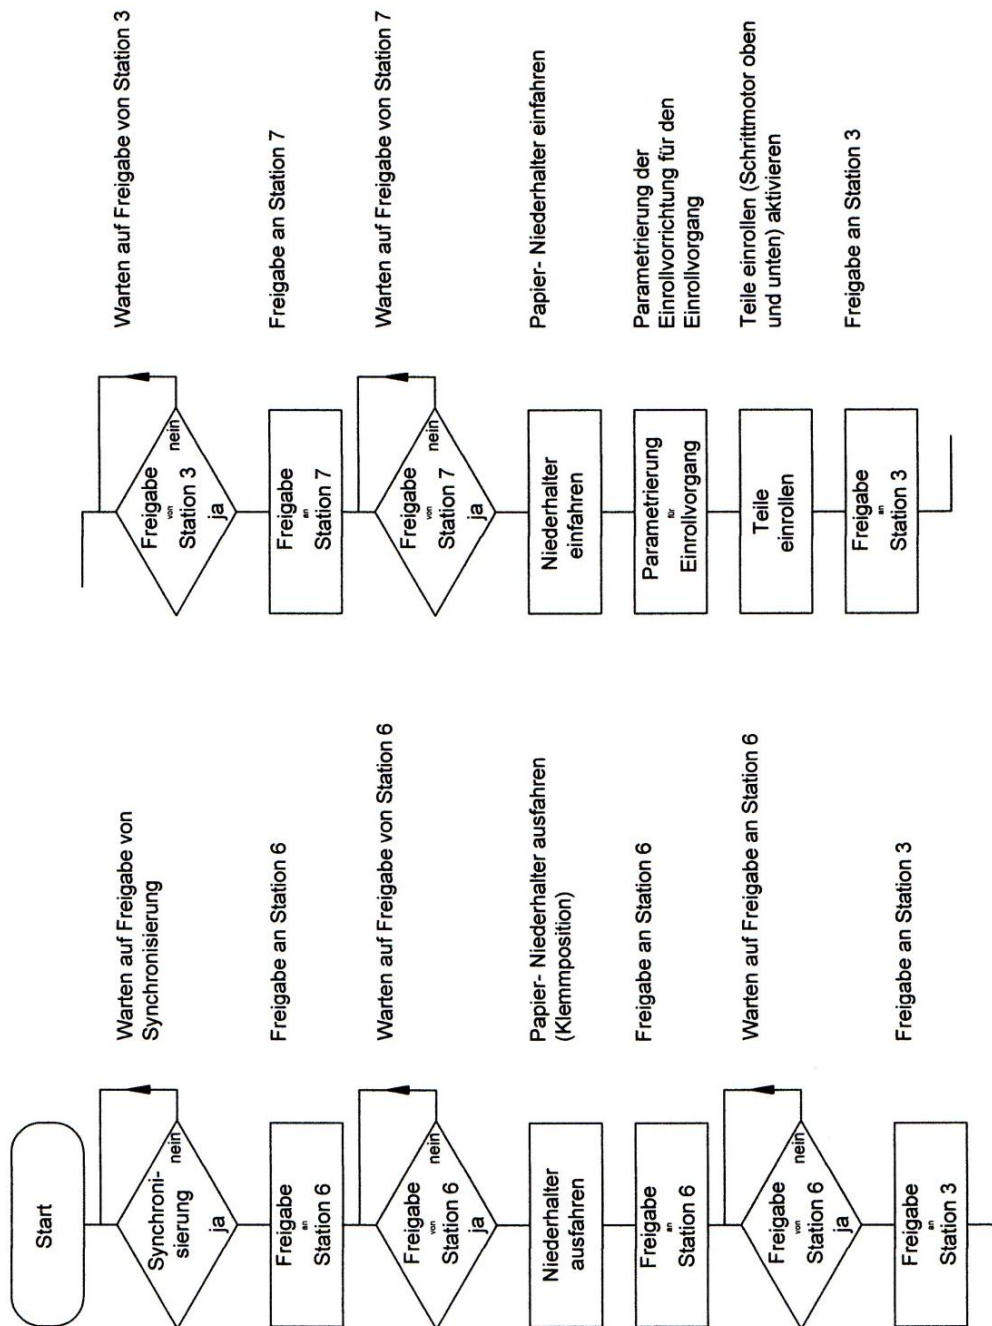 Start
Synchroni-
sierung
nein
ja
Warten auf Freigabe von
Synchronisierung
Freigabe
an
Station 6
Freigabe an Station 6
Freigabe
von
Station 6
nein
ja
Warten auf Freigabe von Station 6
Niederhalter
ausfahren
Papier- Niederhalter ausfahren
(Klemmposition)
Freigabe
an
Station 6
Freigabe an Station 6
Freigabe
von
Station 6
nein
ja
Warten auf Freigabe an Station 6
Freigabe
an
Station 3
Freigabe an Station 3
Freigabe
von
Station 3
nein
ja
Warten auf Freigabe von Station 3
Freigabe
an
Station 7
Freigabe an Station 7
Freigabe
von
Station 7
nein
ja
Warten auf Freigabe von Station 7
Niederhalter
einfahren
Papier- Niederhalter einfahren
Parametrierung
für
Einrollvorgang
Parametrierung der
Einrollvorrichtung für den
Einrollvorgang
Teile
einrollen
Teile einrollen (Schrittmotor oben
und unten) aktivieren
Freigabe
an
Station 3
Freigabe an Station 3